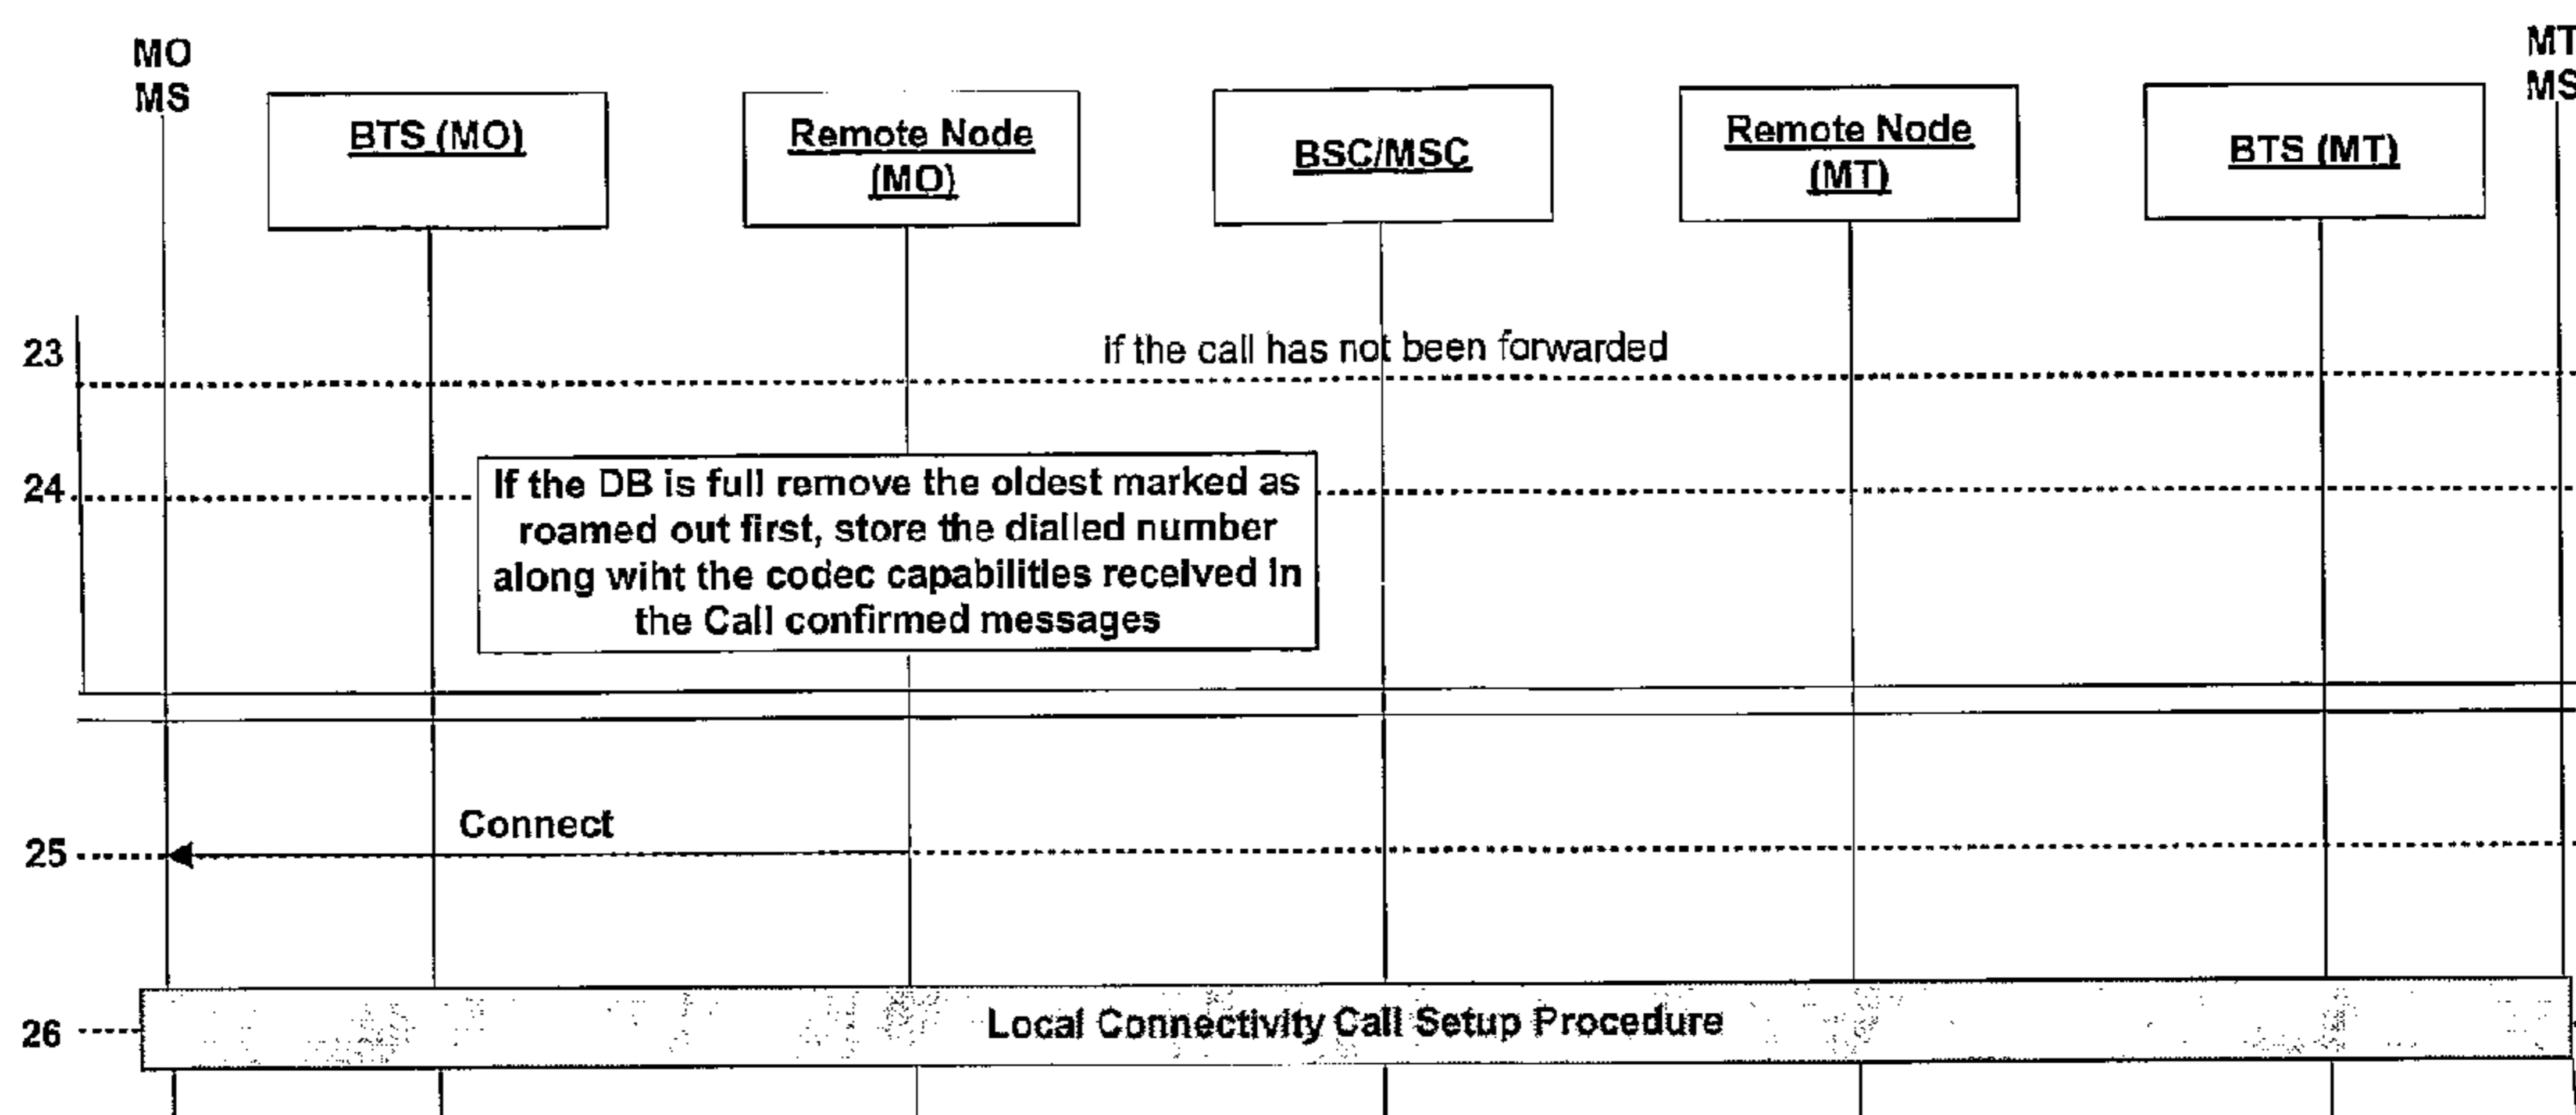 MO
MS
BTS (MO)
Remote Node
(MO)
BSC/MSC
Remote Node
(MT)
BTS (MT)
MT
MS
23
if the call has not been forwarded
24
If the DB is full remove the oldest marked as
roamed out first, store the dialled number
along wiht the codec capabilities received in
the Call confirmed messages
Connect
25
26
Local Connectivity Call Setup Procedure